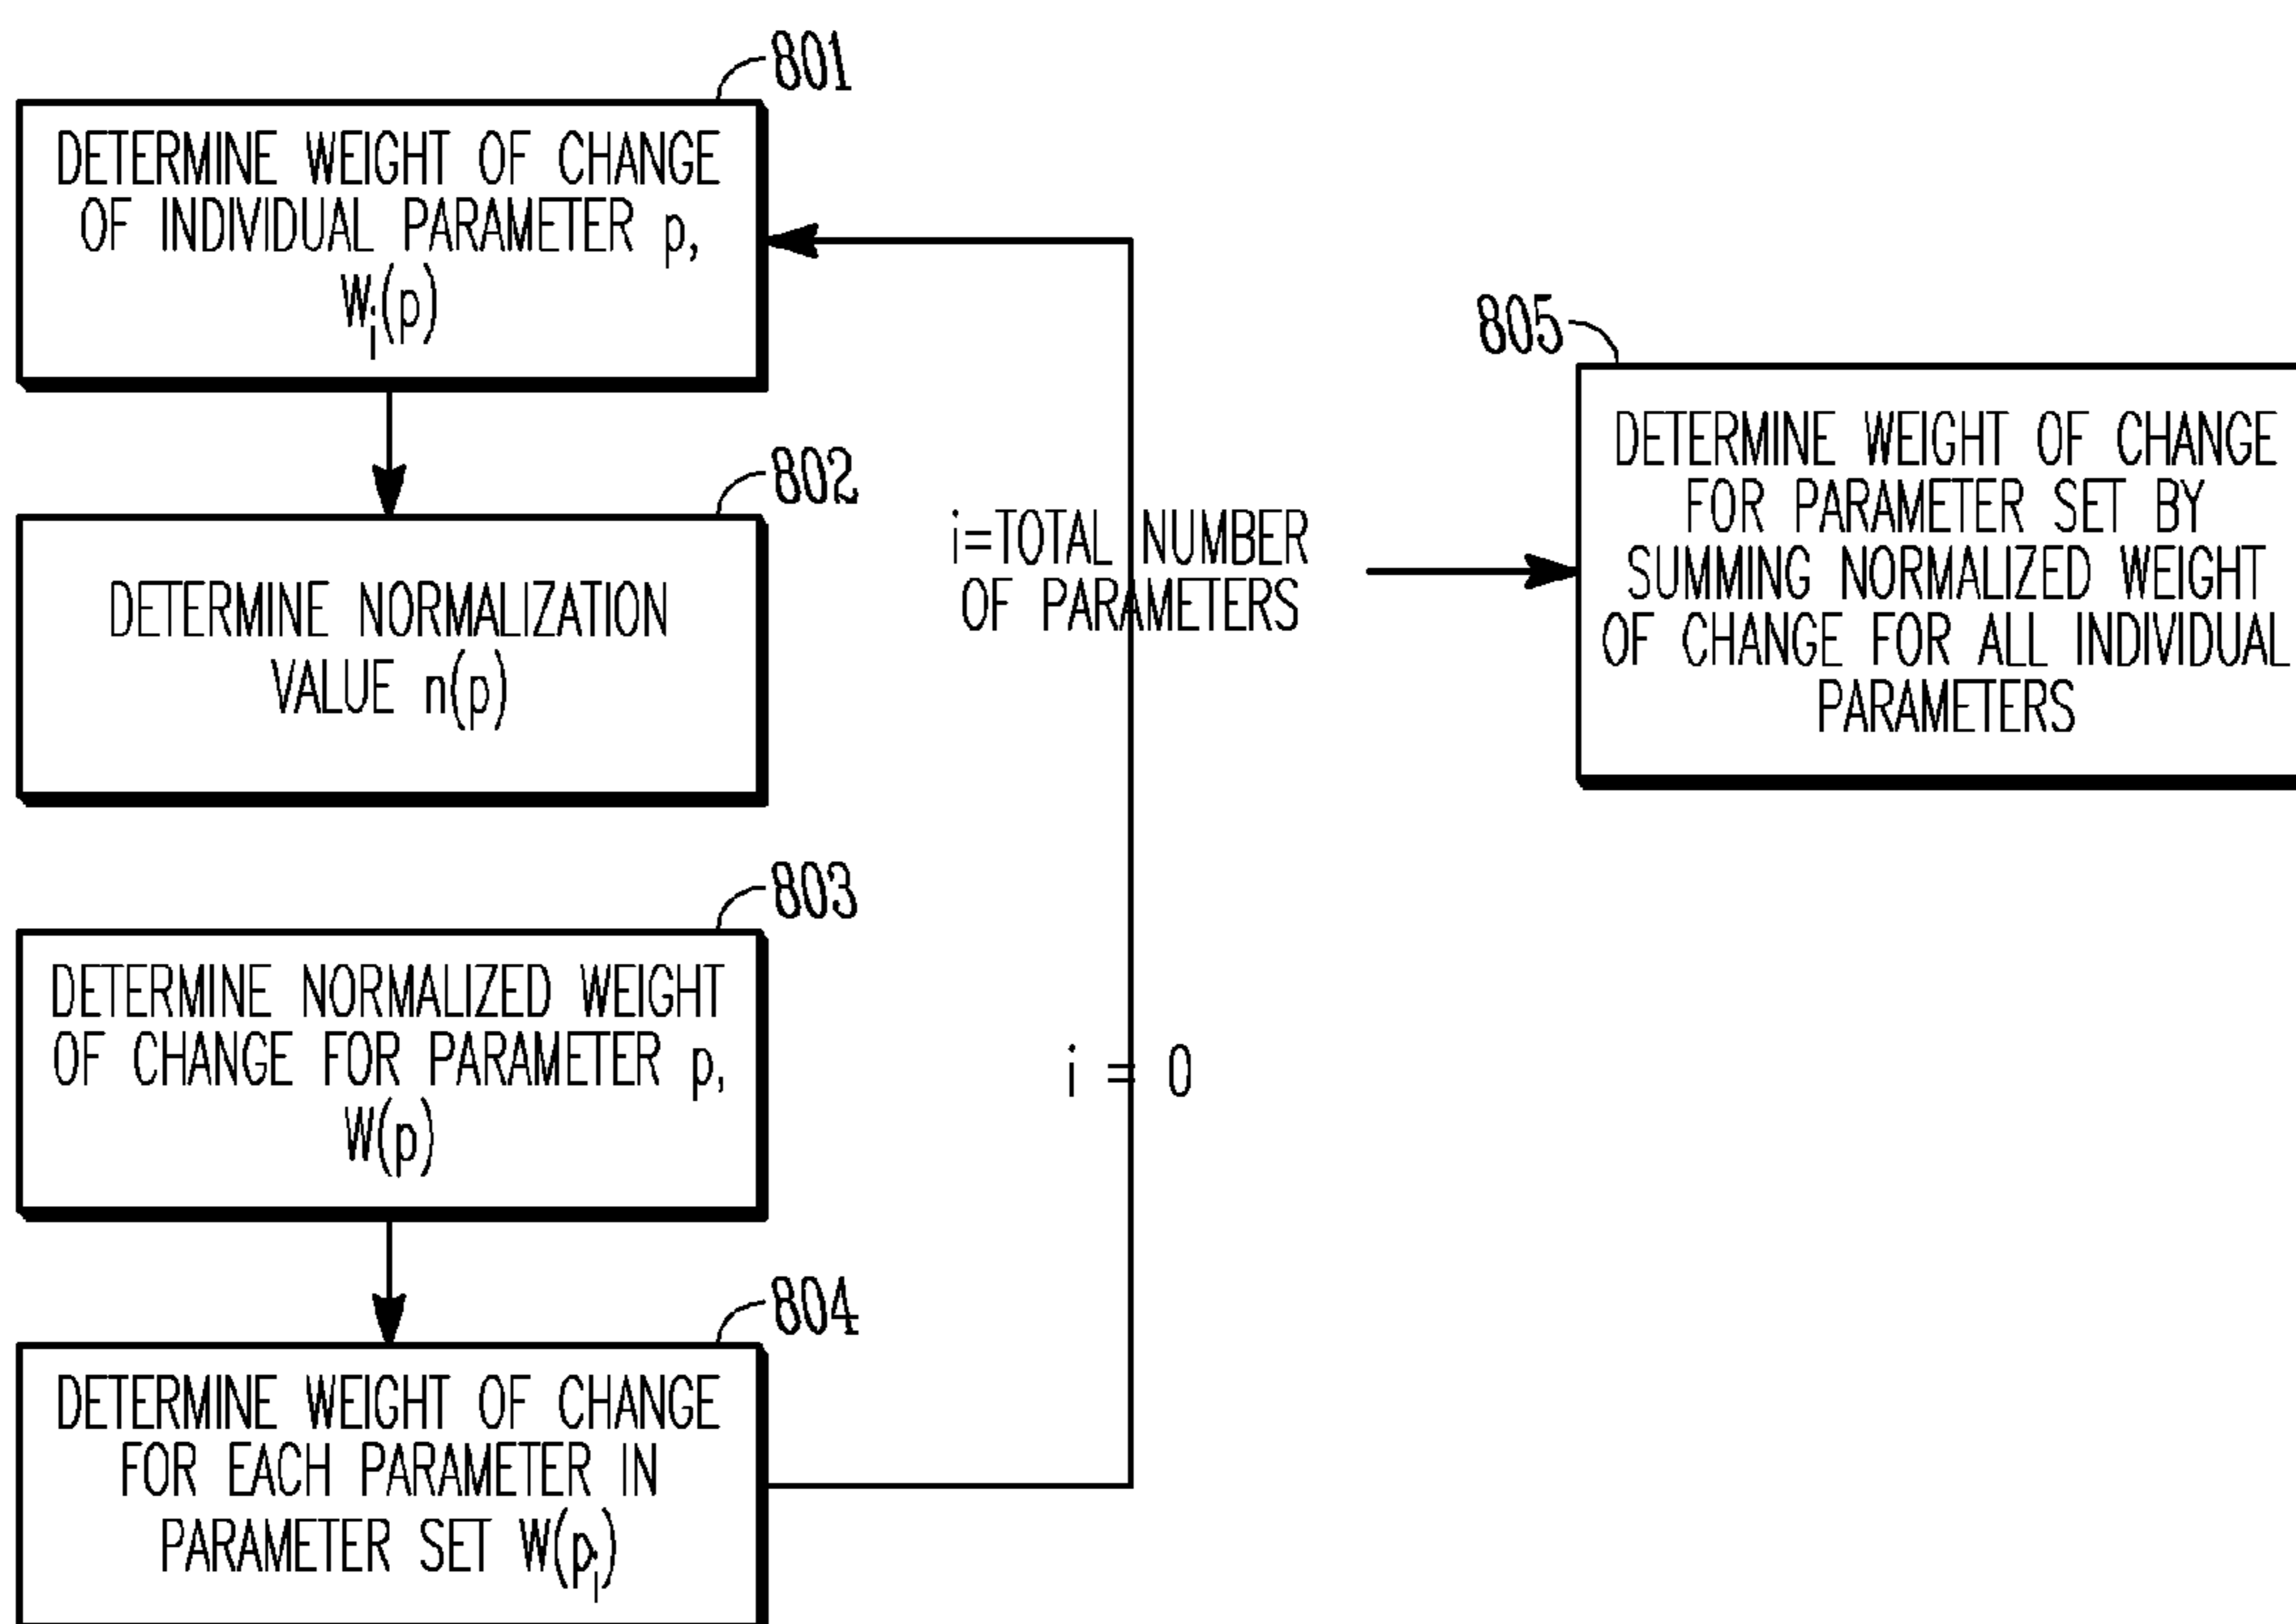 801
DETERMINE WEIGHT OF CHANGE
OF INDIVIDUAL PARAMETER p,
Wi(p)
802
DETERMINE NORMALIZATION
VALUE n(p)
803
DETERMINE NORMALIZED WEIGHT
OF CHANGE FOR PARAMETER p,
W(p)
804
DETERMINE WEIGHT OF CHANGE
FOR EACH PARAMETER IN
PARAMETER SET W(pi)
i=TOTAL NUMBER
OF PARAMETERS
i = 0
805
DETERMINE WEIGHT OF CHANGE
FOR PARAMETER SET BY
SUMMING NORMALIZED WEIGHT
OF CHANGE FOR ALL INDIVIDUAL
PARAMETERS